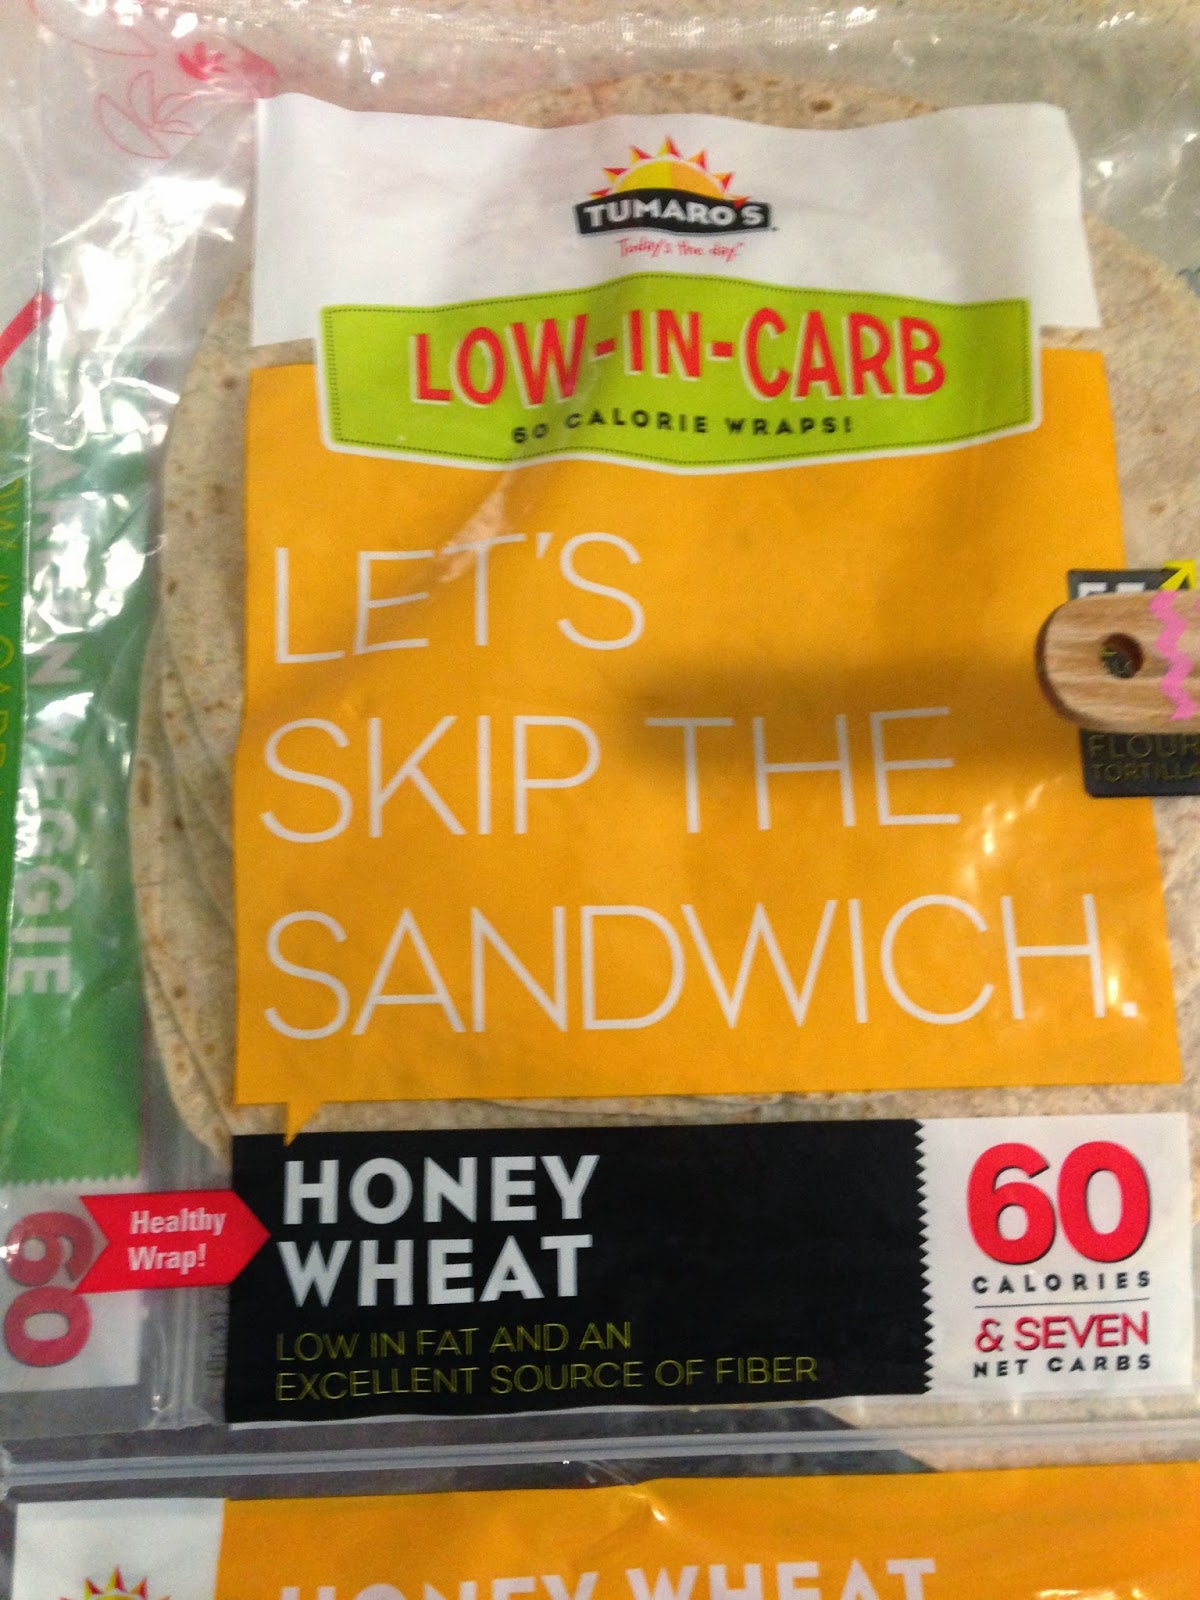 TUMARO'S
Today's the day.
LOW-IN-CARB
60 CALORIE WRAPS!
LET'S
SKIP THE
SANDWICH.
FLOUR
TORTILLA
Healthy
Wrap!
HONEY
WHEAT
LOW IN FAT AND AN
EXCELLENT SOURCE OF FIBER
60
CALORIES
& SEVEN
NET CARBS
VEGGIE
60
HONEY WHEAT